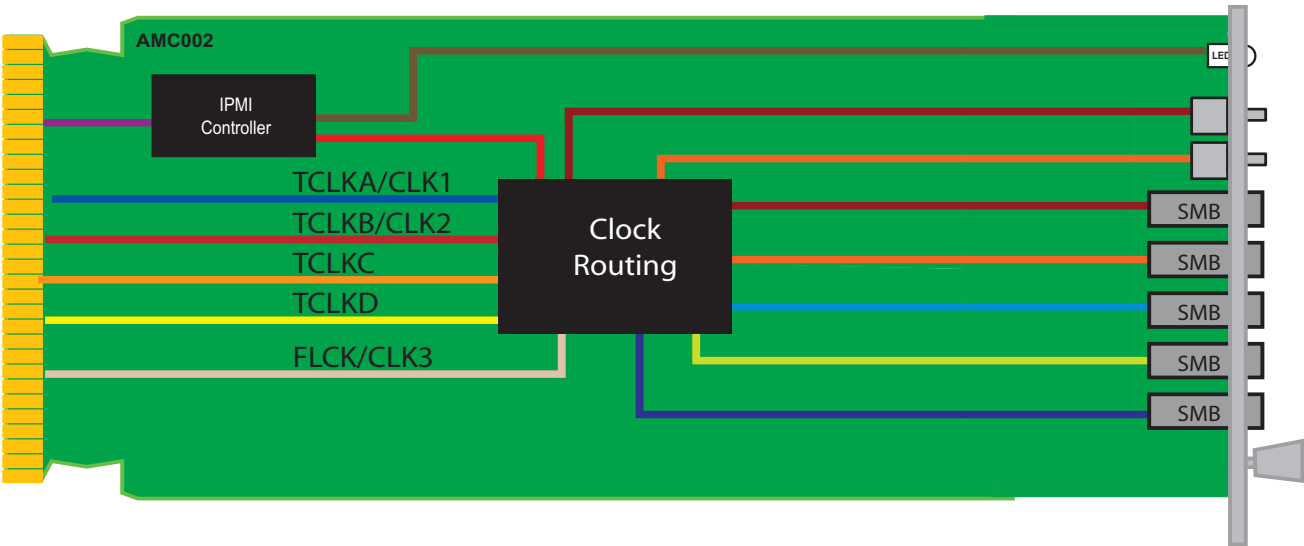 AMC002
LED
IPMI
Controller
TCLKA/CLK1
TCLKB/CLK2
TCLKC
TCLKD
FLCK/CLK3
Clock
Routing
SMB
SMB
SMB
SMB
SMB